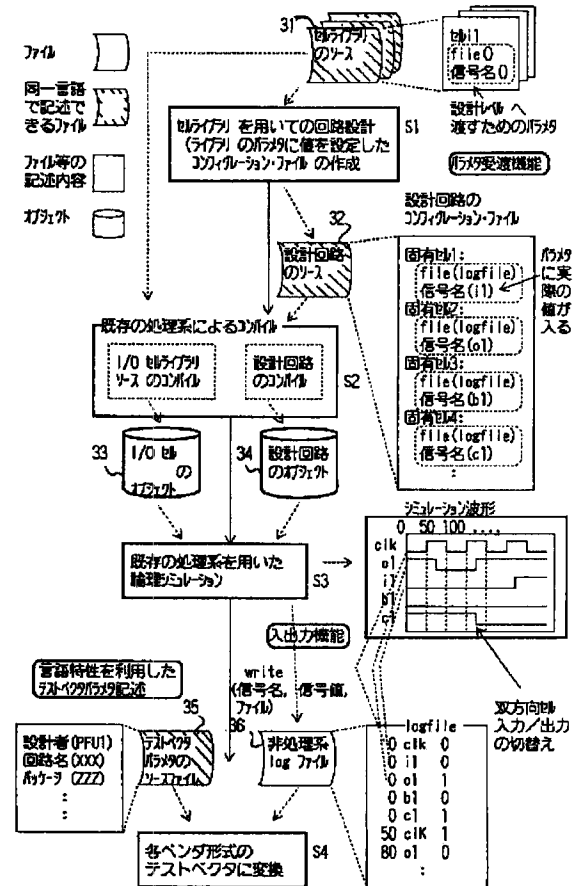 ファイル
同一言語
で記述で
きるファイル
ファイル等の
記述内容
オブジェクト
31
セルライブラリ
のソース
セルi1
file()
信号名()
設計レベル へ
渡すためのパラメタ
セルライブラリ を用いての回路設計
(ライブラリ のパラメタに値を設定した
コンフィグレーション・ファイル の作成
S1
パラメタ受渡機能
32
設計回路
のソース
設計回路の
コンフィグレーション・ファイル
固有セル1:
file(logfile)
信号名(i1)
固有セル2:
file(logfile)
信号名(o1)
固有セル3:
file(logfile)
信号名(b1)
固有セル4:
file(logfile)
信号名(c1)
:
パラメタ
に実
際の
値が
入る
既存の処理系によるコンパイル
I/O セルライブラリ
ソース のコンパイル
設計回路
のコンパイル
S2
33
I/O セル
の
オブジェクト
34
設計回路
のオブジェクト
既存の処理系を用いた
論理シミュレーション
S3
シミュレーション波形
0 50 100 ....
clk
o1
i1
b1
c1
双方向セル
入力/出力
の切替え
入出力機能
write
(信号名, 信号値,
ファイル)
言語特性を利用した
テストベクタパラメタ記述
設計者(PFU1)
回路名(XXX)
パッケージ (ZZZ)
:
:
35
テストベクタ
パラメタの
ソースファイル
36
非処理系
log ファイル
logfile
0 clk 0
0 i1 0
0 o1 1
0 b1 0
0 c1 1
50 clK 1
80 o1 0
:
各ベンダ形式の
テストベクタに変換
S4